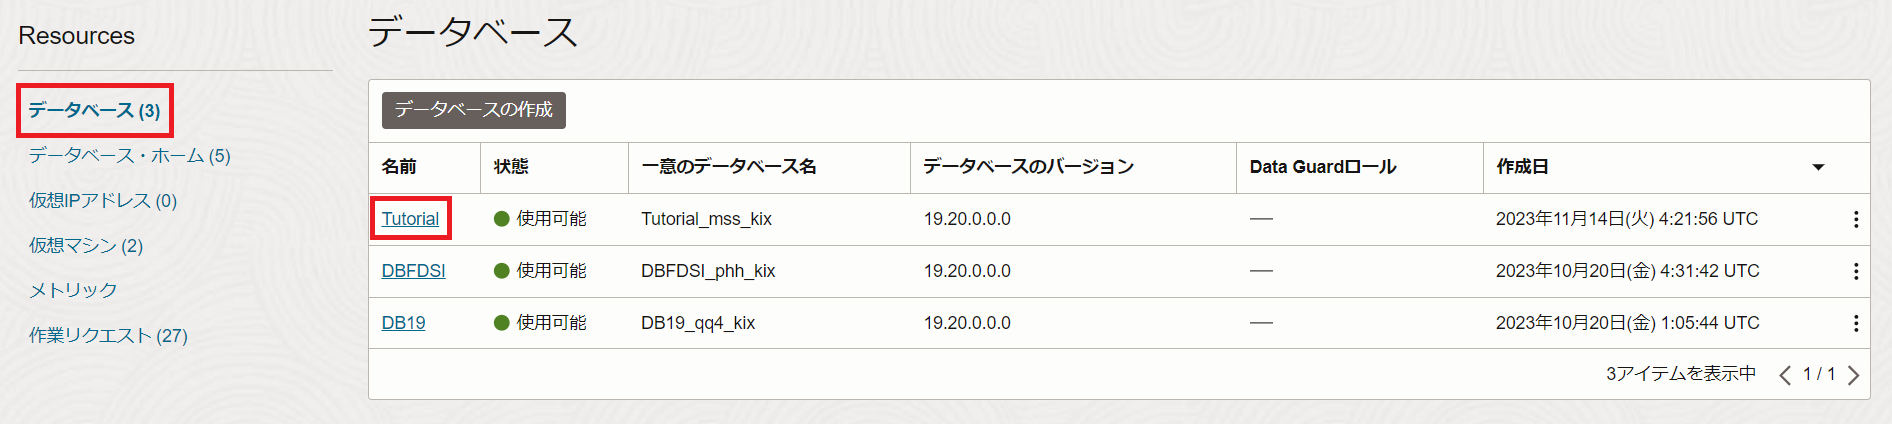 Resources
データベース (3)
データベース・ホーム (5)
仮想IPアドレス (0)
仮想マシン (2)
メトリック
作業リクエスト (27)
データベース
データベースの作成
名前 状態 一意のデータベース名 データベースのバージョン Data Guardロール 作成日
Tutorial 使用可能 Tutorial_mss_kix 19.20.0.0.0 — 2023年11月14日(火) 4:21:56 UTC
DBFDSI 使用可能 DBFDSI_phh_kix 19.20.0.0.0 — 2023年10月20日(金) 4:31:42 UTC
DB19 使用可能 DB19_qq4_kix 19.20.0.0.0 — 2023年10月20日(金) 1:05:44 UTC
3アイテムを表示中 1 / 1